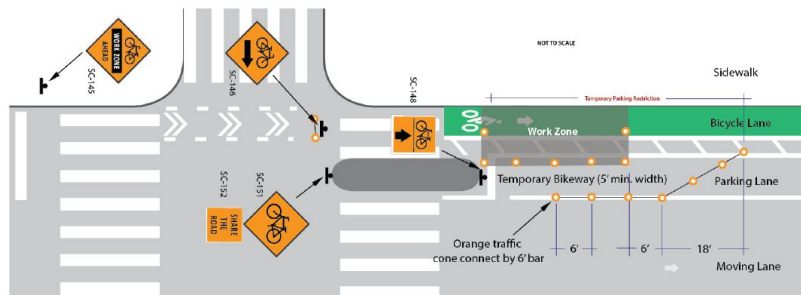 WORK ZONE
AHEAD
SC-145
SC-146
SC-148
NOT TO SCALE
Sidewalk
Temporary Parking Restriction
Bicycle Lane
Work Zone
Temporary Bikeway (5' min. width)
Parking Lane
SC-151
SC-152
SHARE
THE
ROAD
Orange traffic
cone connect by 6' bar
6'
6'
18'
Moving Lane